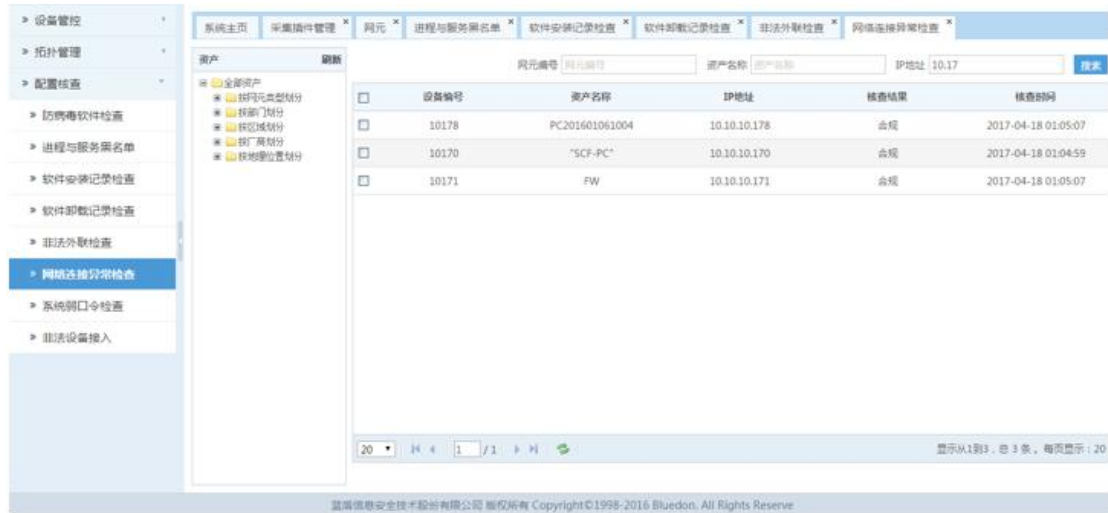 设备管控
拓扑管理
配置核查
防病毒软件检查
进程与服务黑名单
软件安装记录检查
软件卸载记录检查
非法外联检查
网络连接异常检查
系统弱口令检查
非法设备接入
系统主页 采集插件管理 网元 进程与服务黑名单 软件安装记录检查 软件卸载记录检查 非法外联检查 网络连接异常检查
资产 刷新
全部资产
按网元类型划分
按部门划分
按区域划分
按厂商划分
按地理位置划分
网元编号 网元编号 资产名称 资产名称 IP地址 10.17 搜索
设备编号 资产名称 IP地址 核查结果 核查时间
10178 PC201601061004 10.10.10.178 合规 2017-04-18 01:05:07
10170 "SCF-PC" 10.10.10.170 合规 2017-04-18 01:04:59
10171 FW 10.10.10.171 合规 2017-04-18 01:05:07
20 1 /1 显示从1到3，总 3 条。每页显示：20
蓝盾信息安全技术股份有限公司 版权所有 Copyright©1998-2016 Bluedon. All Rights Reserve